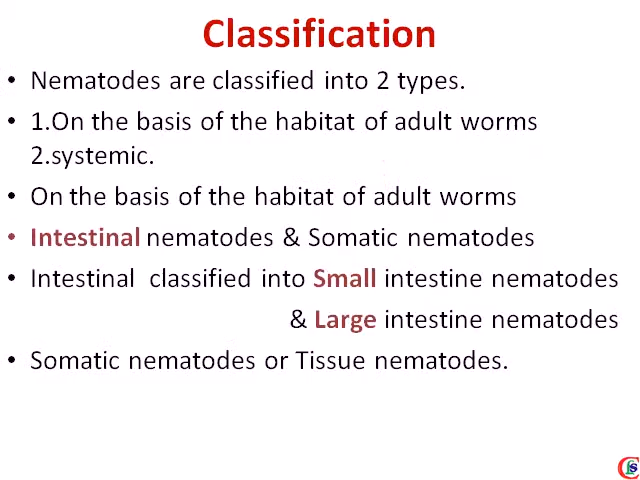 Classification
• Nematodes are classified into 2 types.
• 1.On the basis of the habitat of adult worms
2.systemic.
• On the basis of the habitat of adult worms
• Intestinal nematodes & Somatic nematodes
• Intestinal classified into Small intestine nematodes
& Large intestine nematodes
• Somatic nematodes or Tissue nematodes.